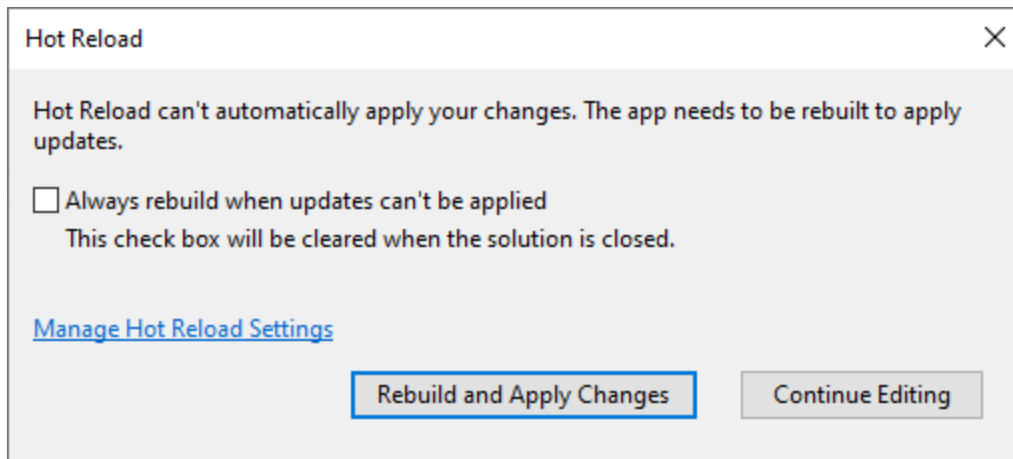 Hot Reload
Hot Reload can't automatically apply your changes. The app needs to be rebuilt to apply
updates.
Always rebuild when updates can't be applied
This check box will be cleared when the solution is closed.
Manage Hot Reload Settings
Rebuild and Apply Changes
Continue Editing